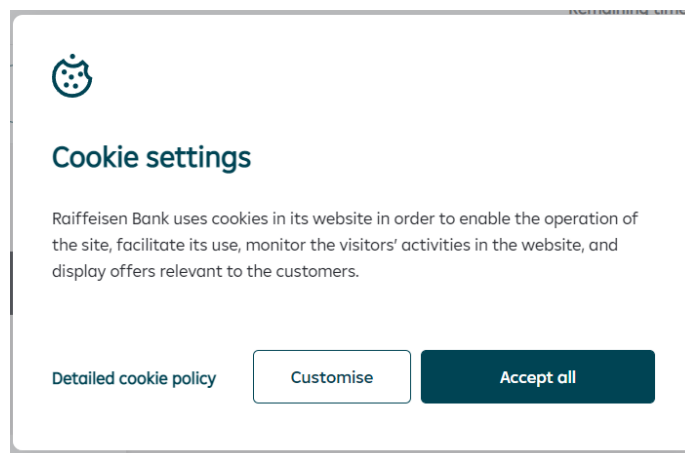 Remaining time
Cookie settings
Raiffeisen Bank uses cookies in its website in order to enable the operation of
the site, facilitate its use, monitor the visitors' activities in the website, and
display offers relevant to the customers.
Detailed cookie policy
Customise
Accept all